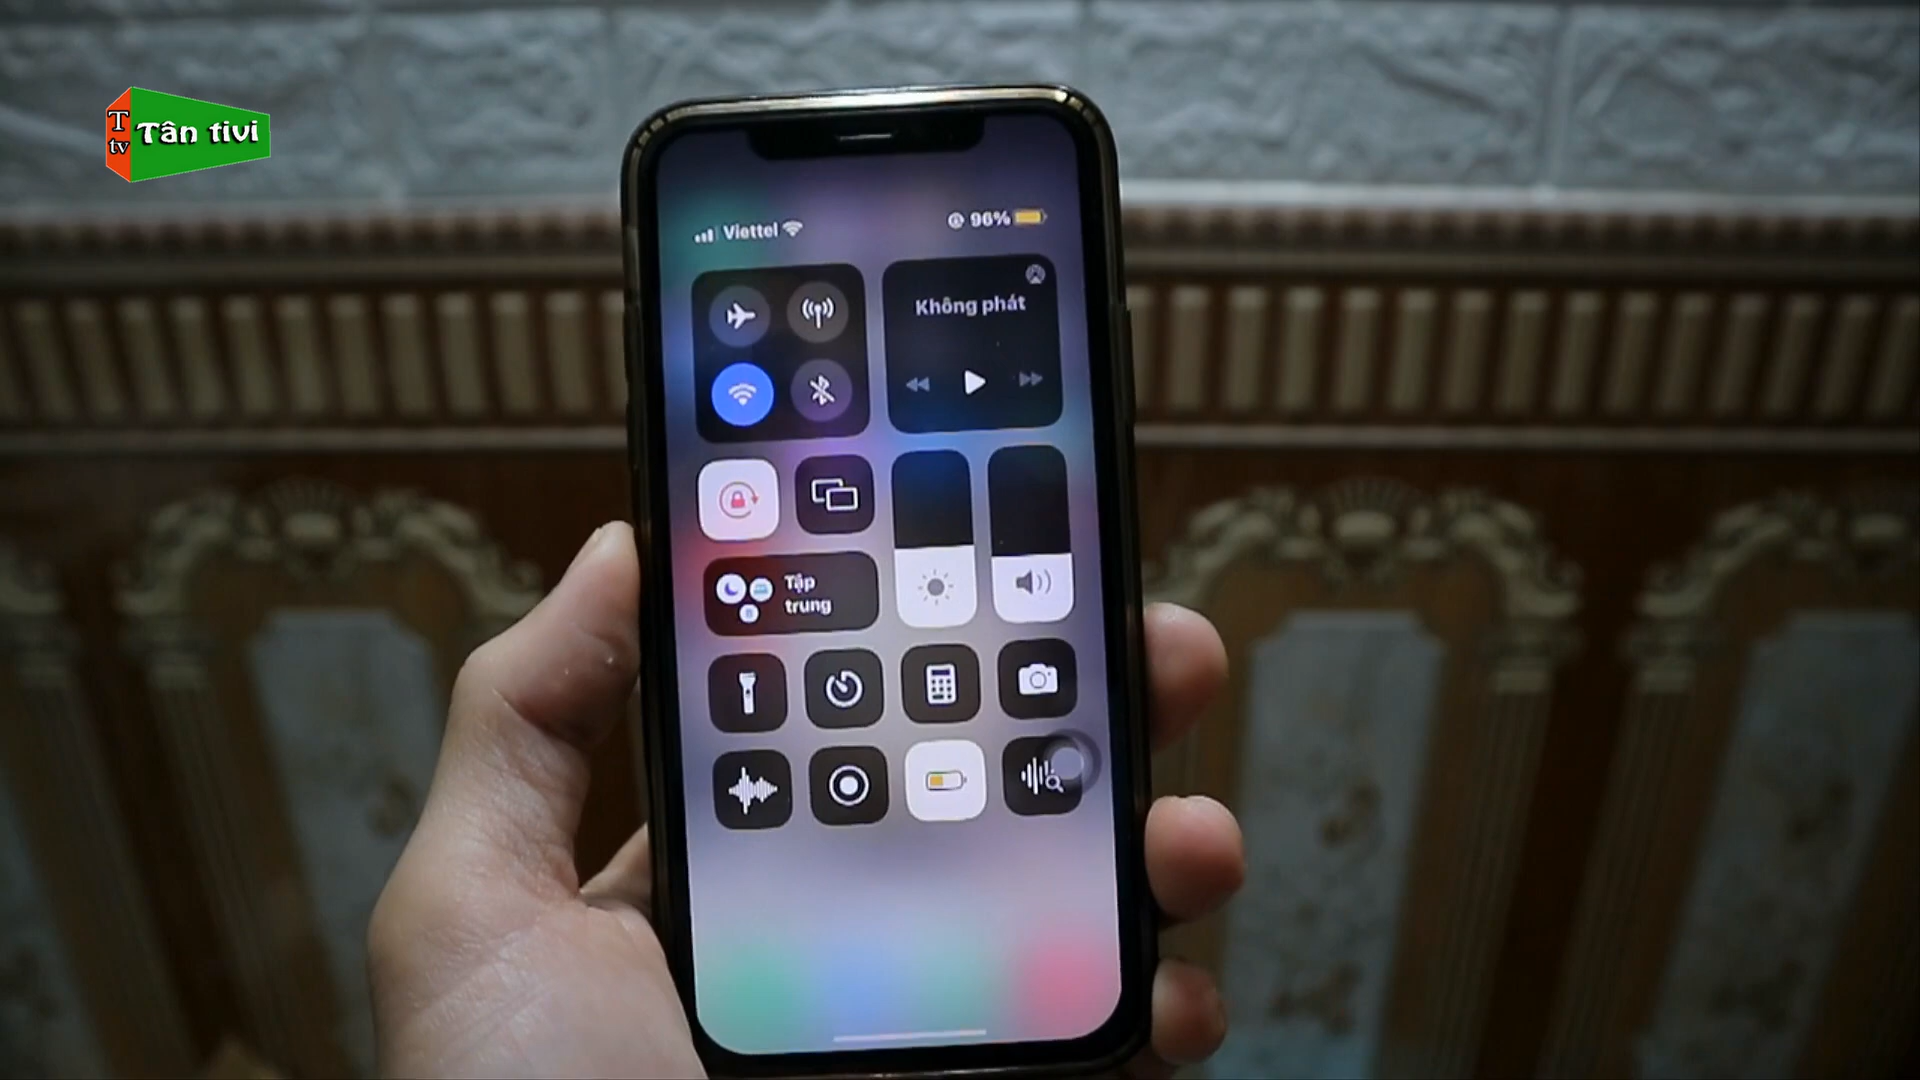 T
tv
Tân tivi
Viettel
96%
Không phát
Tập
trung